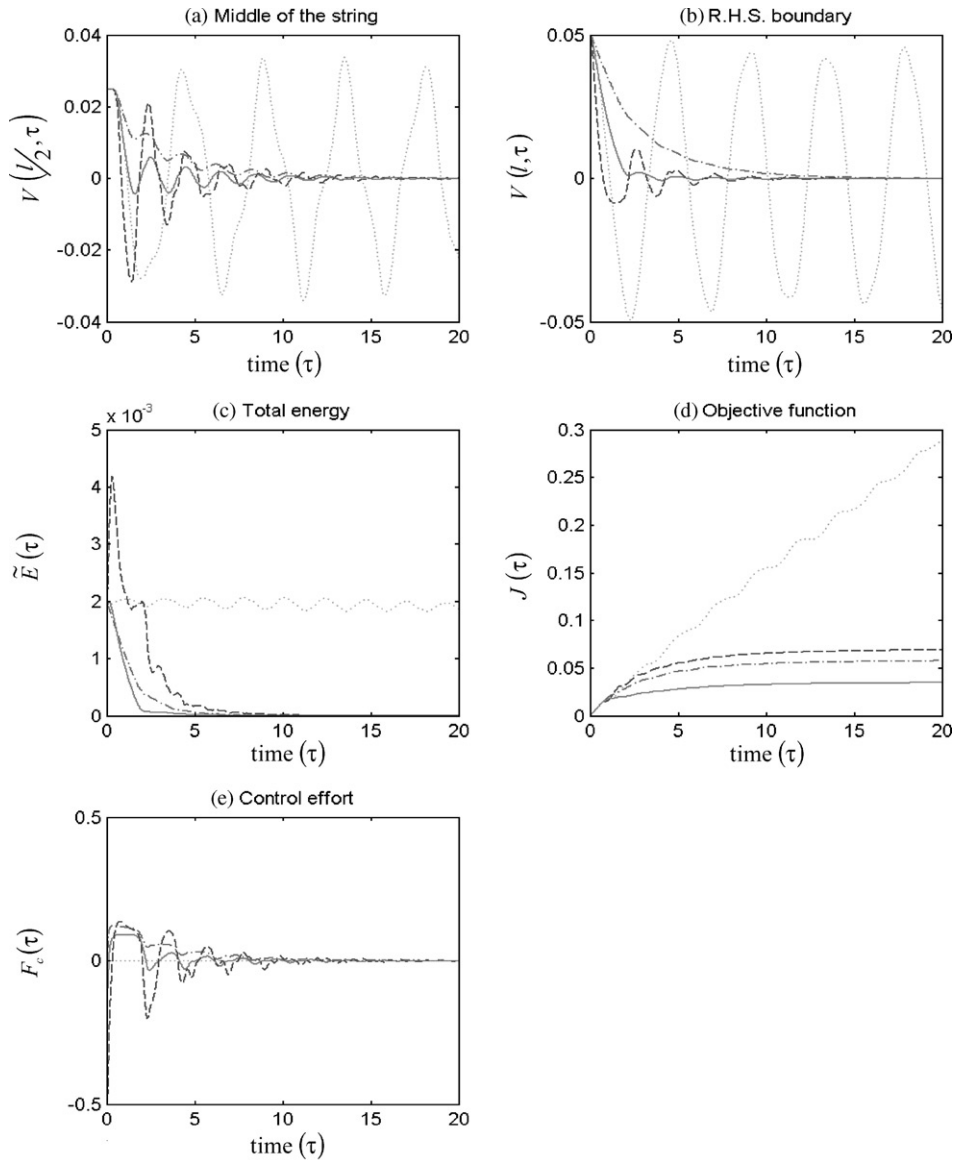 (a) Middle of the string
0.04
0.02
0
-0.02
-0.04
V (l/2,τ)
0 5 10 15 20
time (τ)
(b) R.H.S. boundary
0.05
0
-0.05
V (l,τ)
0 5 10 15 20
time (τ)
(c) Total energy
x 10⁻³
5
4
3
2
1
0
Ẽ (τ)
0 5 10 15 20
time (τ)
(d) Objective function
0.3
0.25
0.2
0.15
0.1
0.05
0
J (τ)
0 5 10 15 20
time (τ)
(e) Control effort
0.5
0
-0.5
F_c (τ)
0 5 10 15 20
time (τ)